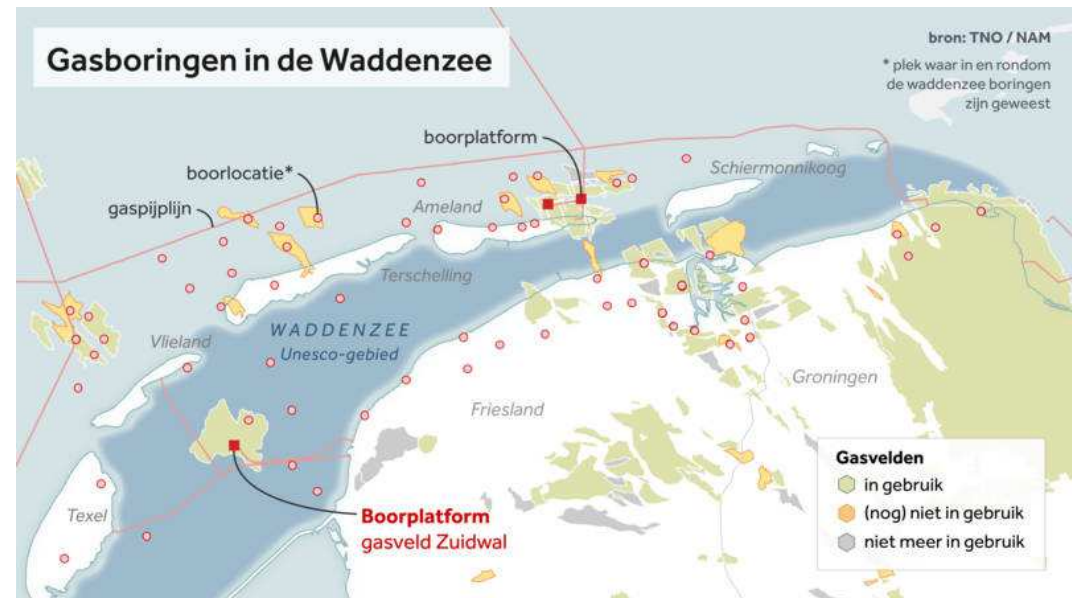 Gasboringen in de Waddenzee
bron: TNO / NAM
* plek waar in en rondom
de waddenzee boringen
zijn geweest
boorplatform
boorlocatie*
gaspijplijn
Schiermonnikoog
Ameland
Terschelling
WADDENZEE
Unesco-gebied
Vlieland
Groningen
Friesland
Texel
Boorplatform
gasveld Zuidwal
Gasvelden
in gebruik
(nog) niet in gebruik
niet meer in gebruik